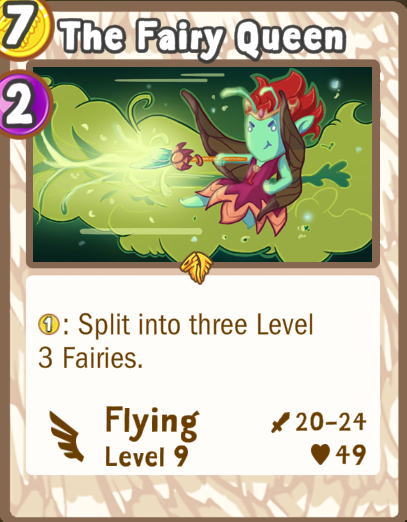 7 The Fairy Queen
2
1: Split into three Level
3 Fairies.
Flying 20–24
Level 9 49